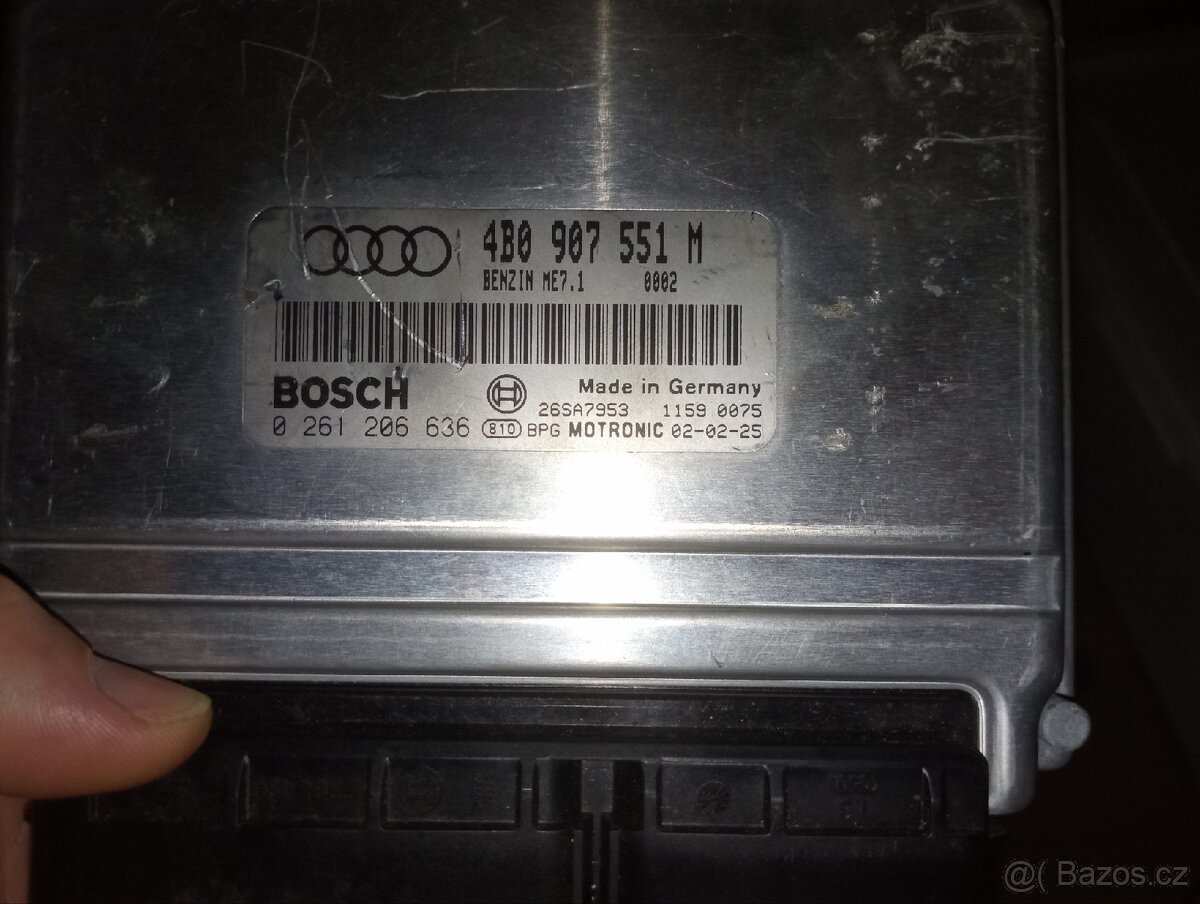 4B0 907 551 M
BENZIN ME7.1 0002
BOSCH
Made in Germany
26SA7953 1159 0075
0 261 206 636 e10 BPG MOTRONIC 02-02-25
@( Bazos.cz